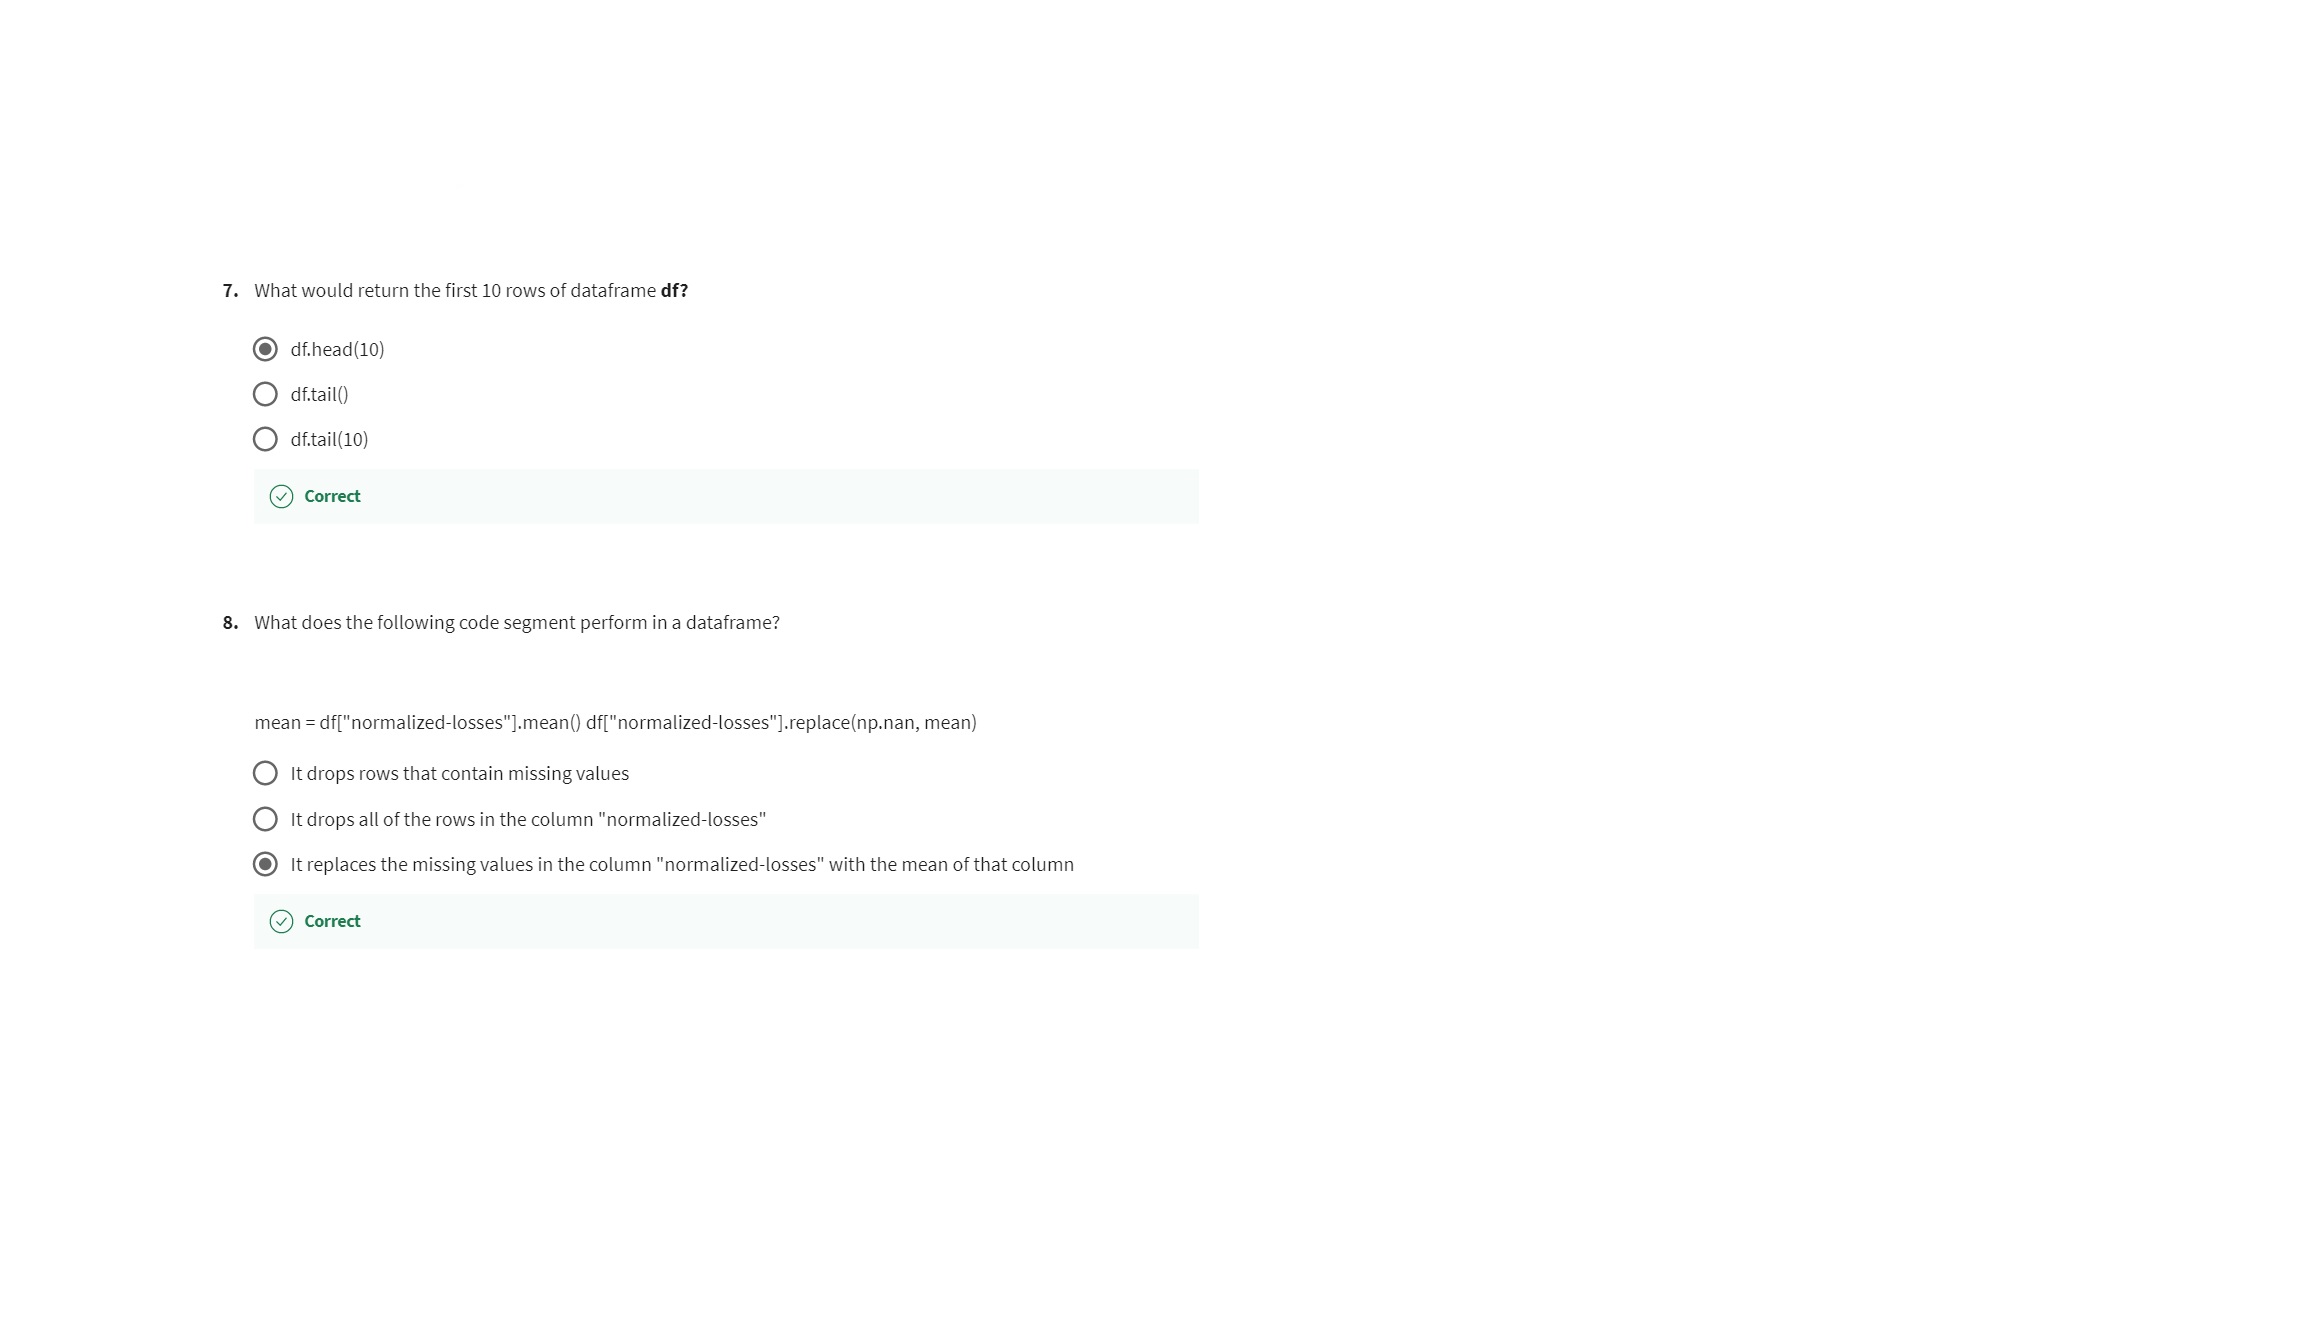 7. What would return the first 10 rows of dataframe df?
df.head(10)
df.tail()
df.tail(10)
Correct
8. What does the following code segment perform in a dataframe?
mean = df["normalized-losses"].mean() df["normalized-losses"].replace(np.nan, mean)
It drops rows that contain missing values
It drops all of the rows in the column "normalized-losses"
It replaces the missing values in the column "normalized-losses" with the mean of that column
Correct